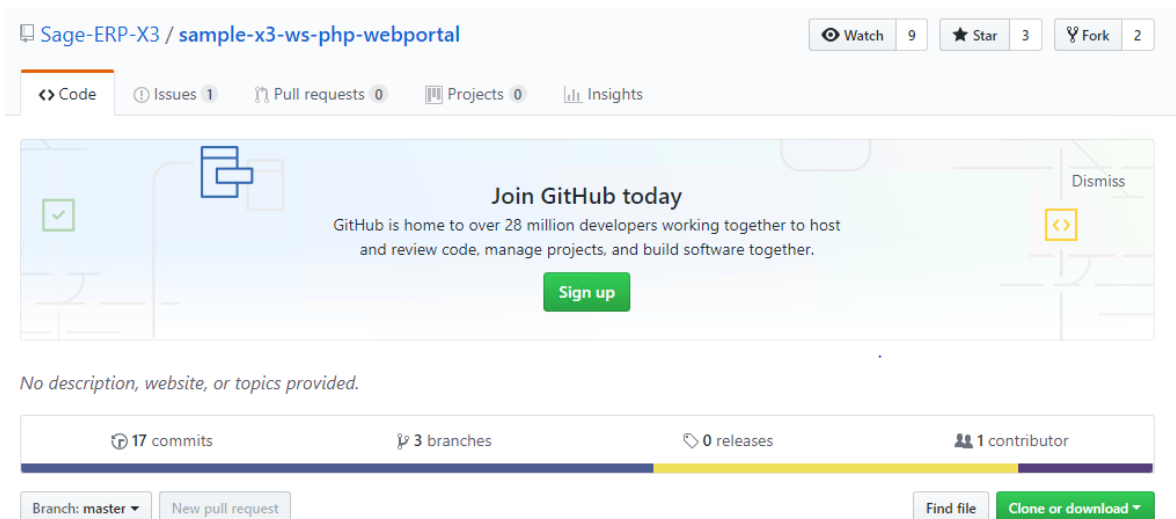 Sage-ERP-X3 / sample-x3-ws-php-webportal
Watch 9 Star 3 Fork 2
Code Issues 1 Pull requests 0 Projects 0 Insights
Dismiss
Join GitHub today
GitHub is home to over 28 million developers working together to host
and review code, manage projects, and build software together.
Sign up
No description, website, or topics provided.
17 commits 3 branches 0 releases 1 contributor
Branch: master New pull request Find file Clone or download